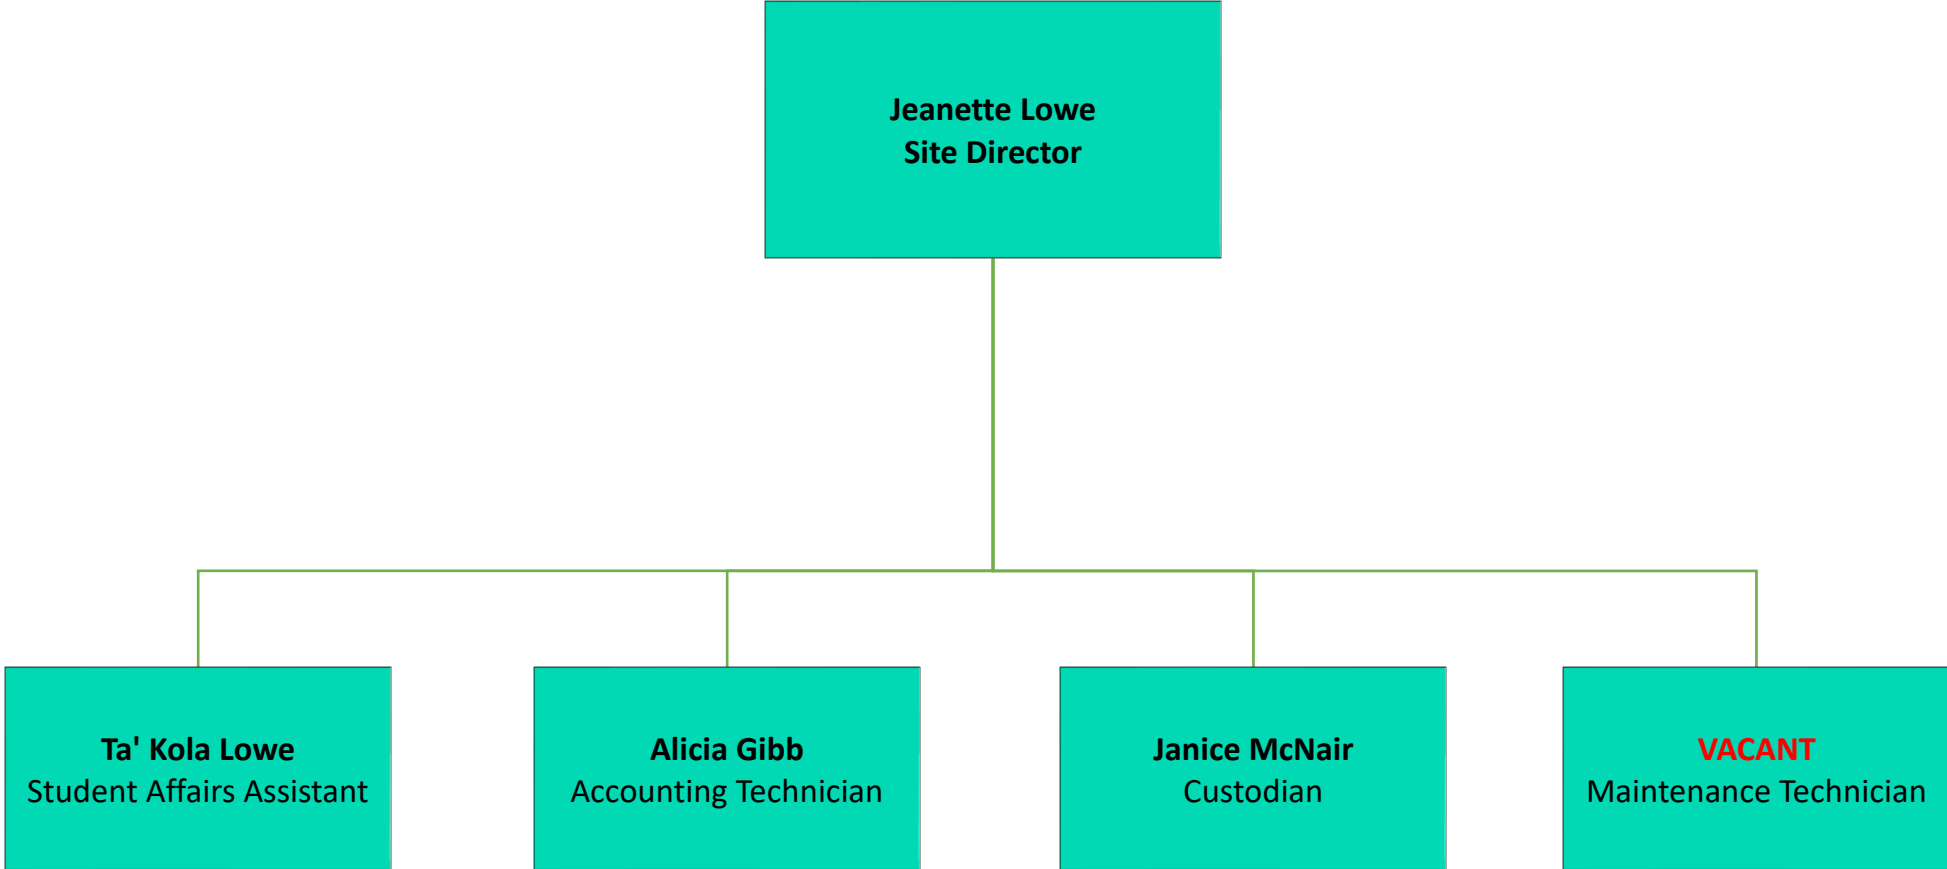 Jeanette Lowe
Site Director
Ta' Kola Lowe
Student Affairs Assistant
Alicia Gibb
Accounting Technician
Janice McNair
Custodian
VACANT
Maintenance Technician